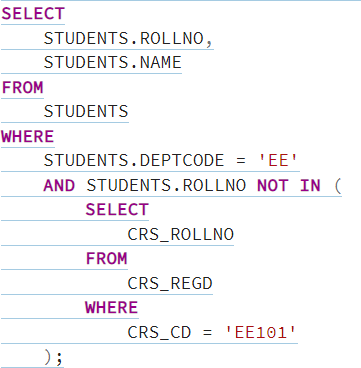 SELECT
    STUDENTS.ROLLNO,
    STUDENTS.NAME
FROM
    STUDENTS
WHERE
    STUDENTS.DEPTCODE = 'EE'
    AND STUDENTS.ROLLNO NOT IN (
        SELECT
            CRS_ROLLNO
        FROM
            CRS_REGD
        WHERE
            CRS_CD = 'EE101'
    );